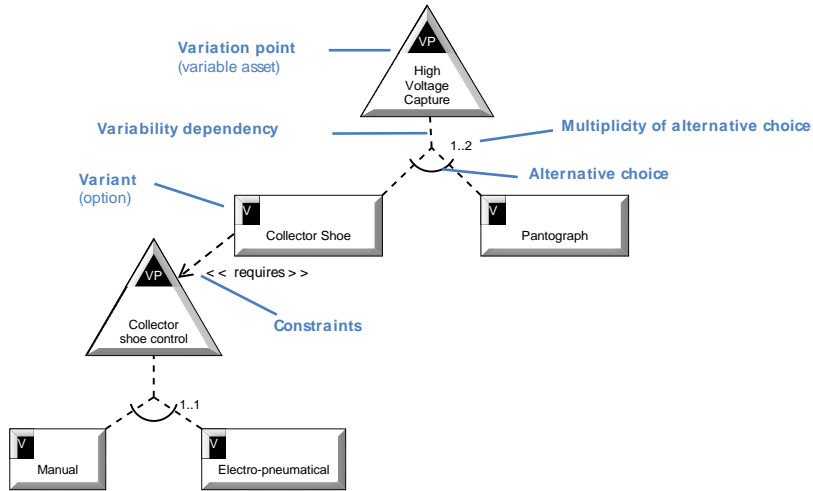 VP
High
Voltage
Capture
Variation point
(variable asset)
Variability dependency
1..2
Multiplicity of alternative choice
Alternative choice
Variant
(option)
V
Collector Shoe
V
Pantograph
VP
Collector
shoe control
< < requires > >
Constraints
1..1
V
Manual
V
Electro-pneumatical